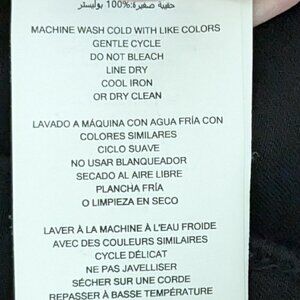 حقيبة صغيرة:100% بوليستر
MACHINE WASH COLD WITH LIKE COLORS
GENTLE CYCLE
DO NOT BLEACH
LINE DRY
COOL IRON
OR DRY CLEAN
LAVADO A MÁQUINA CON AGUA FRÍA CON
COLORES SIMILARES
CICLO SUAVE
NO USAR BLANQUEADOR
SECADO AL AIRE LIBRE
PLANCHA FRÍA
O LIMPIEZA EN SECO
LAVER À LA MACHINE À L'EAU FROIDE
AVEC DES COULEURS SIMILAIRES
CYCLE DÉLICAT
NE PAS JAVELLISER
SÉCHER SUR UNE CORDE
REPASSER À BASSE TEMPÉRATURE